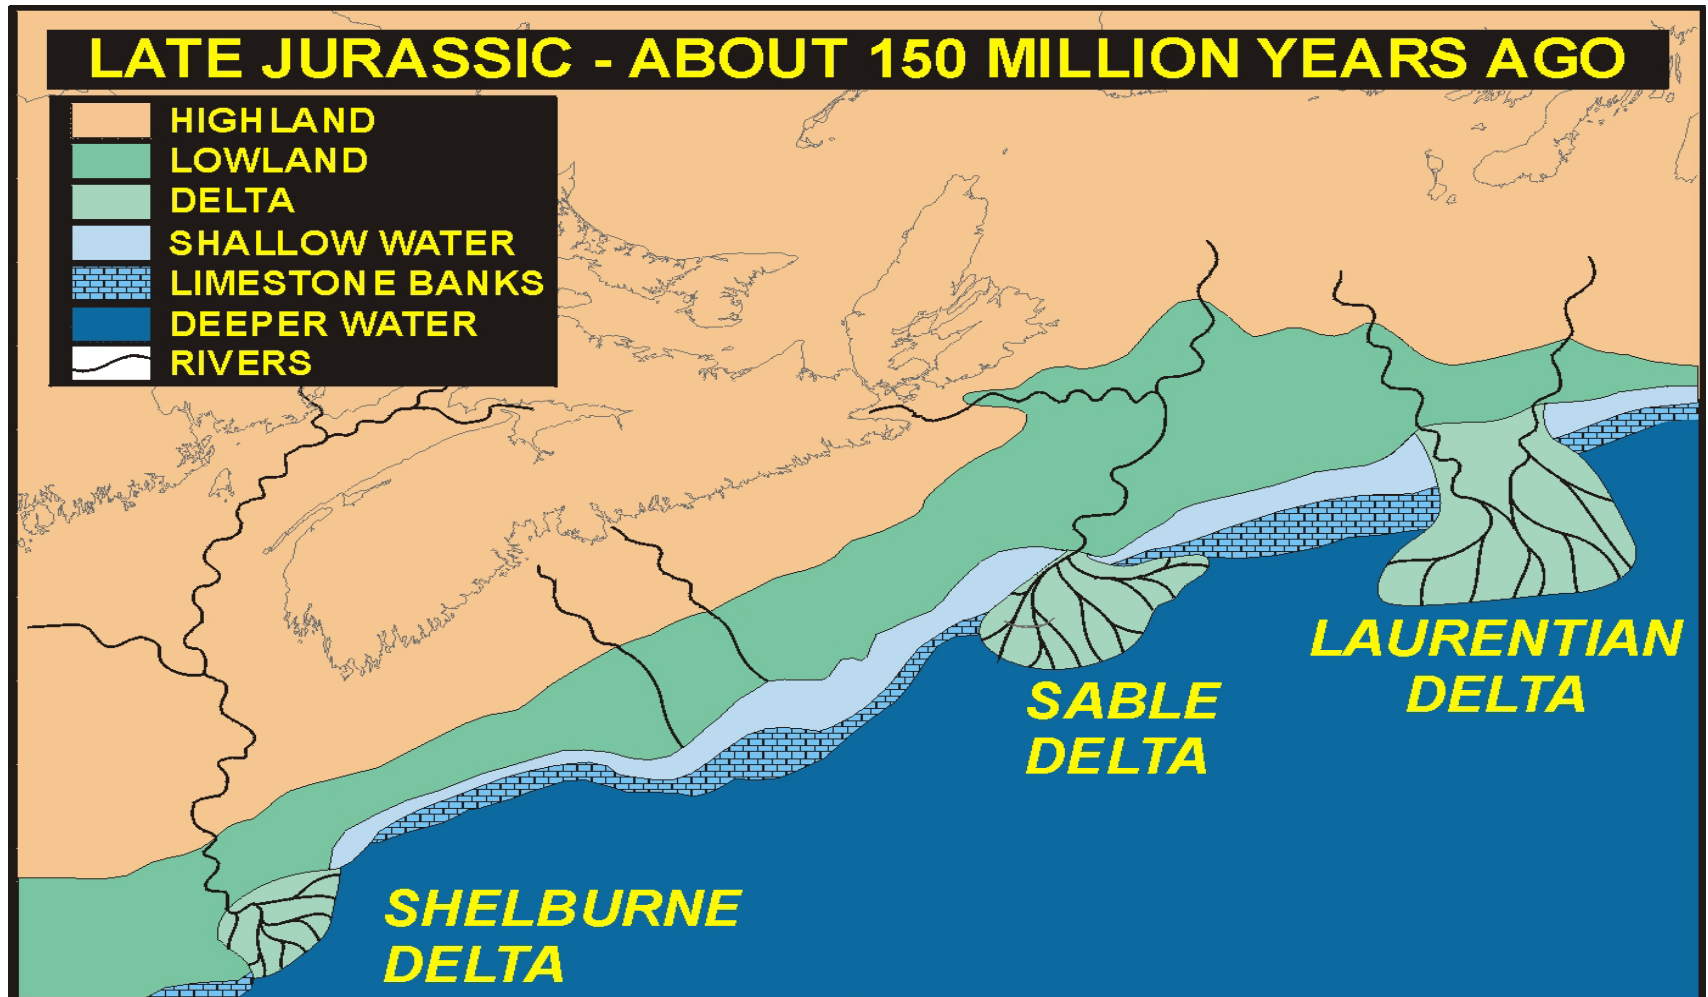 LATE JURASSIC - ABOUT 150 MILLION YEARS AGO
HIGHLAND
LOWLAND
DELTA
SHALLOW WATER
LIMESTONE BANKS
DEEPER WATER
RIVERS
LAURENTIAN
DELTA
SABLE
DELTA
SHELBURNE
DELTA